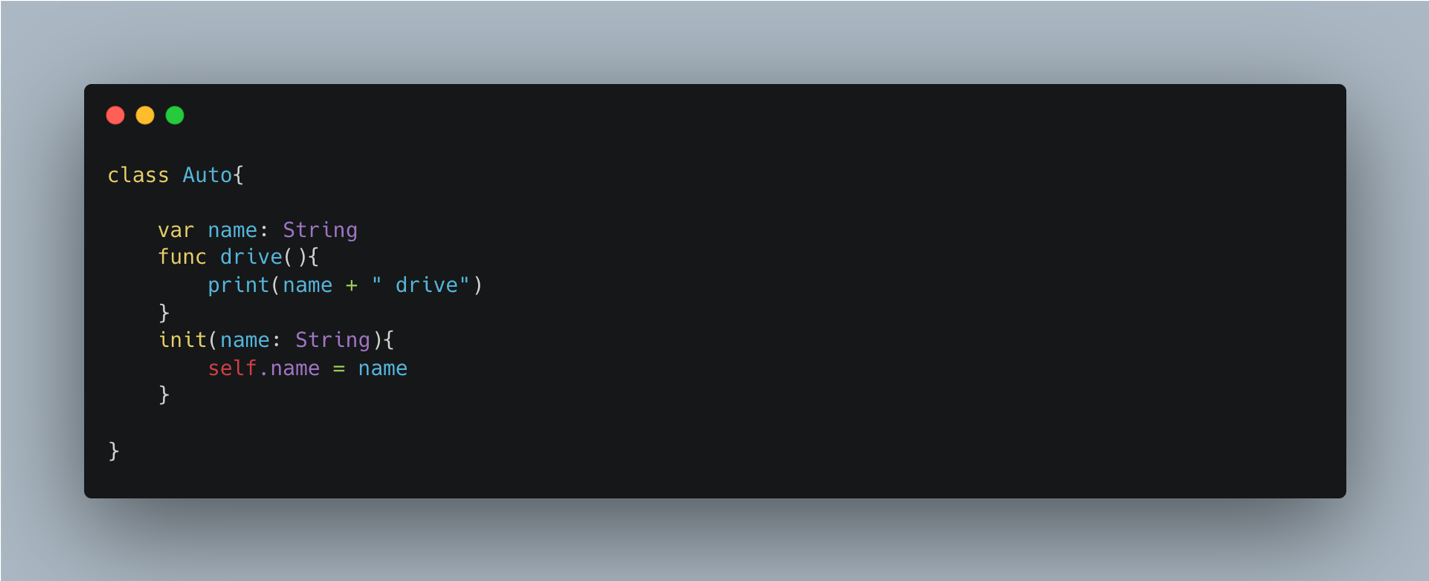 class Auto{
    var name: String
    func drive(){
        print(name + " drive")
    }
    init(name: String){
        self.name = name
    }
}